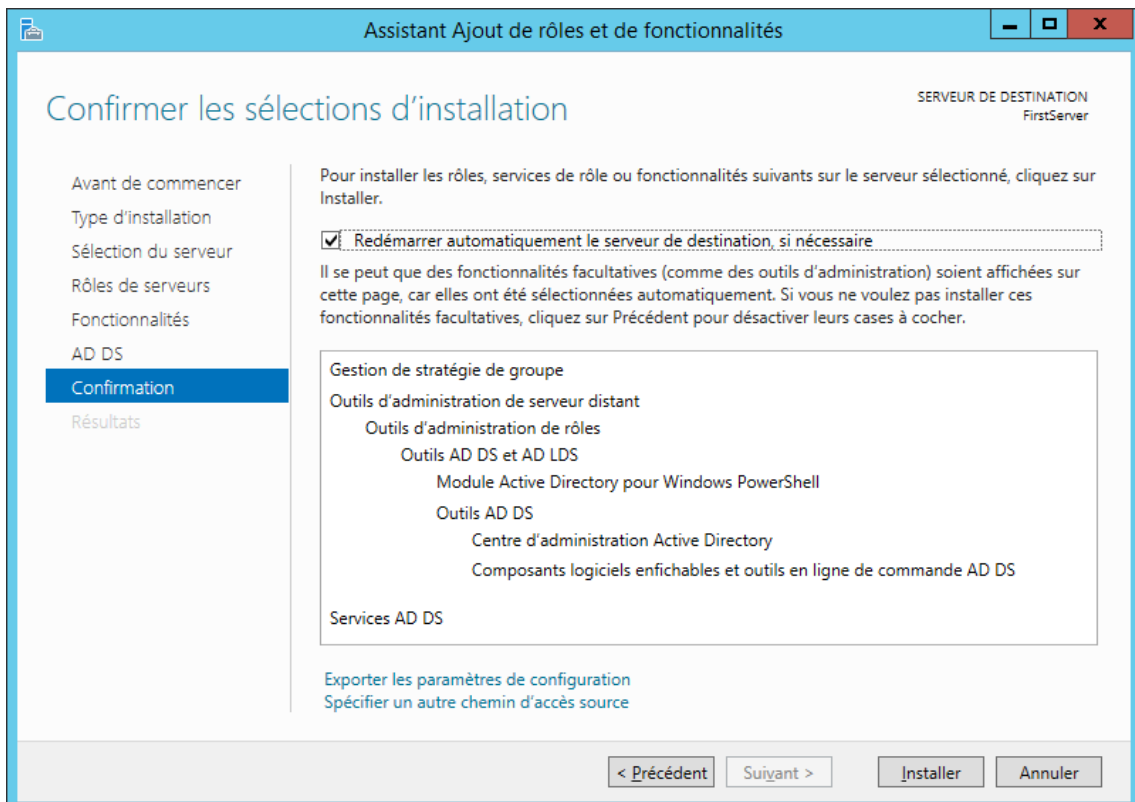 Assistant Ajout de rôles et de fonctionnalités
Confirmer les sélections d'installation
SERVEUR DE DESTINATION
FirstServer
Avant de commencer
Type d'installation
Sélection du serveur
Rôles de serveurs
Fonctionnalités
AD DS
Confirmation
Résultats
Pour installer les rôles, services de rôle ou fonctionnalités suivants sur le serveur sélectionné, cliquez sur
Installer.
Redémarrer automatiquement le serveur de destination, si nécessaire
Il se peut que des fonctionnalités facultatives (comme des outils d'administration) soient affichées sur
cette page, car elles ont été sélectionnées automatiquement. Si vous ne voulez pas installer ces
fonctionnalités facultatives, cliquez sur Précédent pour désactiver leurs cases à cocher.
Gestion de stratégie de groupe
Outils d'administration de serveur distant
Outils d'administration de rôles
Outils AD DS et AD LDS
Module Active Directory pour Windows PowerShell
Outils AD DS
Centre d'administration Active Directory
Composants logiciels enfichables et outils en ligne de commande AD DS
Services AD DS
Exporter les paramètres de configuration
Spécifier un autre chemin d'accès source
< Précédent
Suivant >
Installer
Annuler